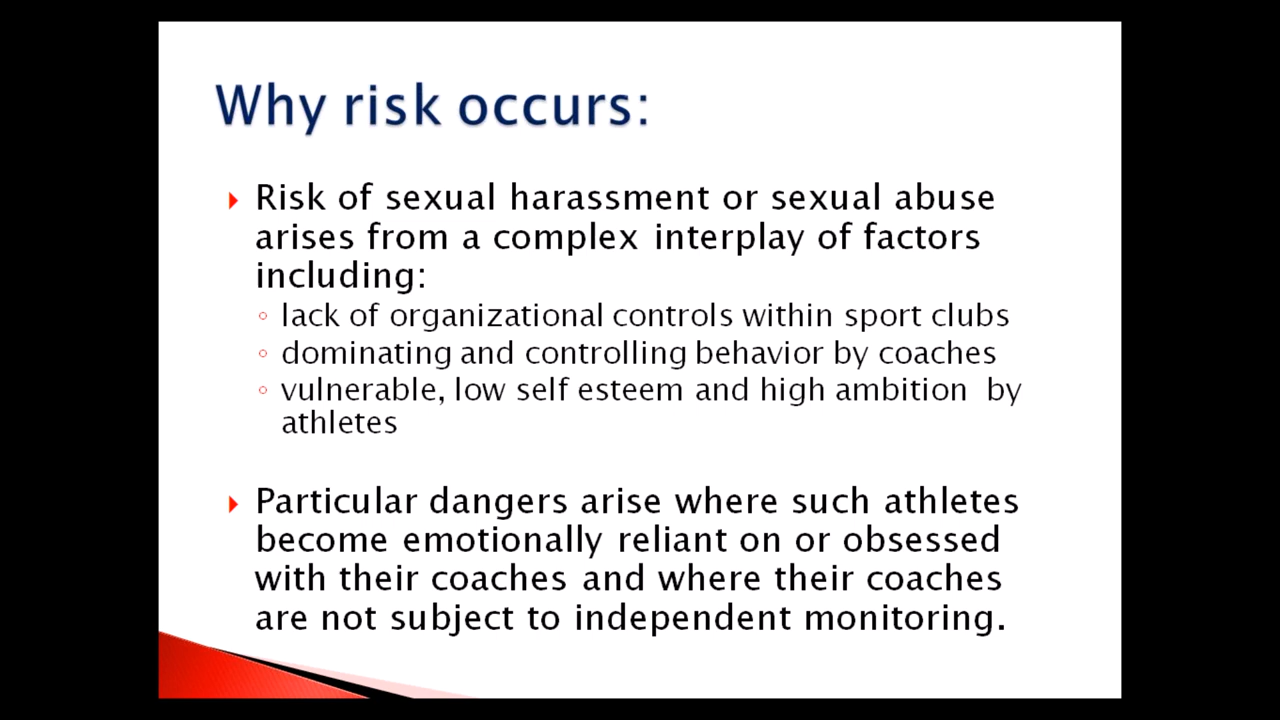 Why risk occurs:
Risk of sexual harassment or sexual abuse
arises from a complex interplay of factors
including:
lack of organizational controls within sport clubs
dominating and controlling behavior by coaches
vulnerable, low self esteem and high ambition  by
athletes
Particular dangers arise where such athletes
become emotionally reliant on or obsessed
with their coaches and where their coaches
are not subject to independent monitoring.